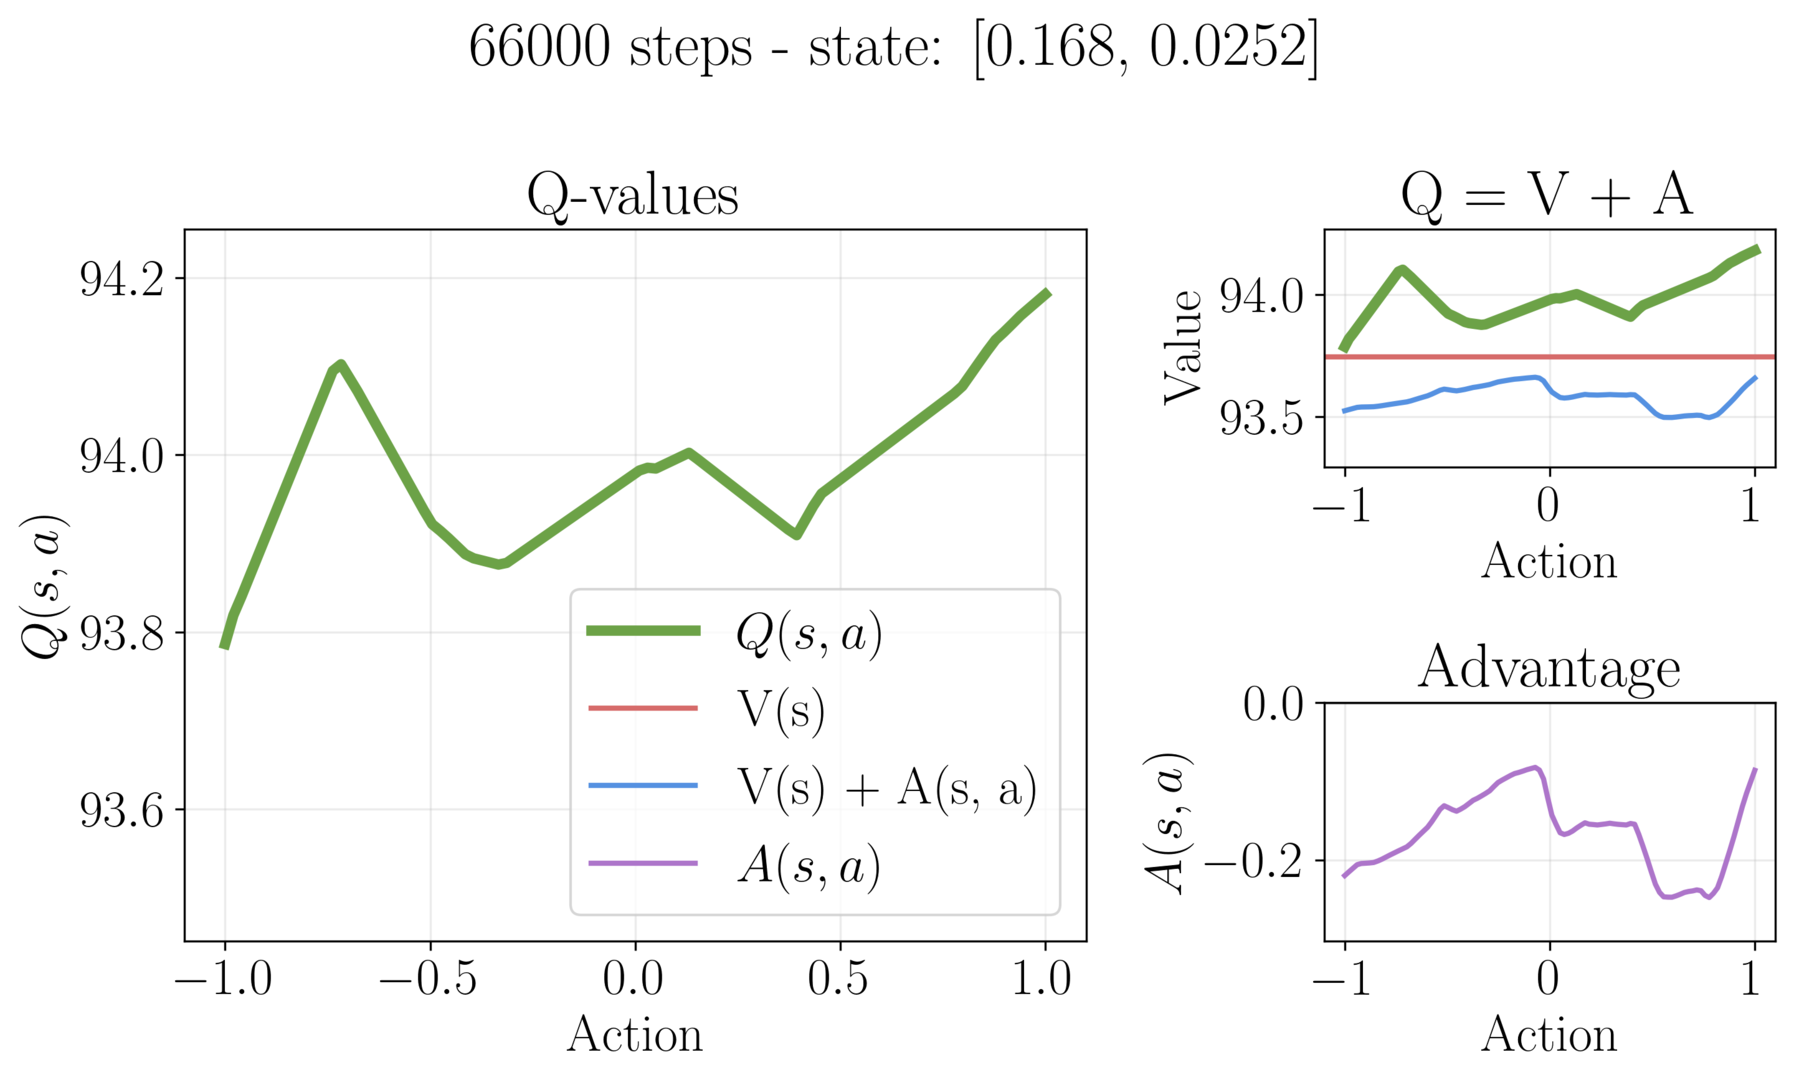 66000 steps - state: [0.168, 0.0252]
Q-values
Q(s, a)
94.2
94.0
93.8
93.6
−1.0 −0.5 0.0 0.5 1.0
Action
Q(s, a)
V(s)
V(s) + A(s, a)
A(s, a)
Q = V + A
Value
94.0
93.5
−1 0 1
Action
Advantage
A(s, a)
0.0
−0.2
−1 0 1
Action